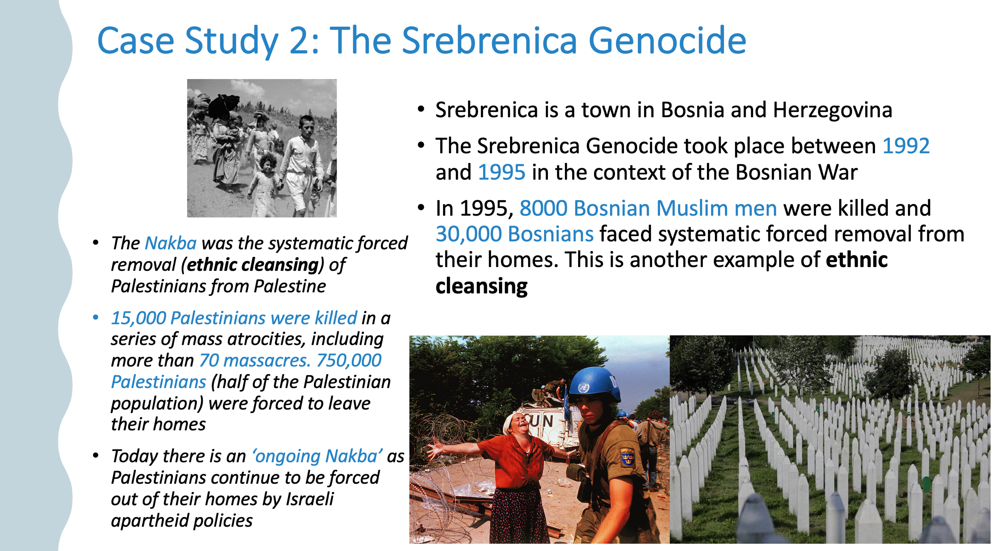 Case Study 2: The Srebrenica Genocide
• The Nakba was the systematic forced
removal (ethnic cleansing) of
Palestinians from Palestine
• 15,000 Palestinians were killed in a
series of mass atrocities, including
more than 70 massacres. 750,000
Palestinians (half of the Palestinian
population) were forced to leave
their homes
• Today there is an ‘ongoing Nakba’ as
Palestinians continue to be forced
out of their homes by Israeli
apartheid policies
• Srebrenica is a town in Bosnia and Herzegovina
• The Srebrenica Genocide took place between 1992
and 1995 in the context of the Bosnian War
• In 1995, 8000 Bosnian Muslim men were killed and
30,000 Bosnians faced systematic forced removal from
their homes. This is another example of ethnic
cleansing
UN
U
SWEDEN